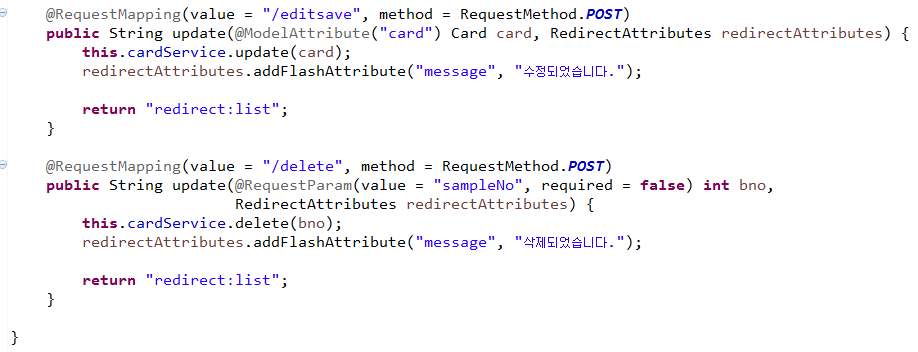 @RequestMapping(value = "/editsave", method = RequestMethod.POST)
public String update(@ModelAttribute("card") Card card, RedirectAttributes redirectAttributes) {
this.cardService.update(card);
redirectAttributes.addFlashAttribute("message", "수정되었습니다.");
return "redirect:list";
}
@RequestMapping(value = "/delete", method = RequestMethod.POST)
public String update(@RequestParam(value = "sampleNo", required = false) int bno,
RedirectAttributes redirectAttributes) {
this.cardService.delete(bno);
redirectAttributes.addFlashAttribute("message", "삭제되었습니다.");
return "redirect:list";
}
}